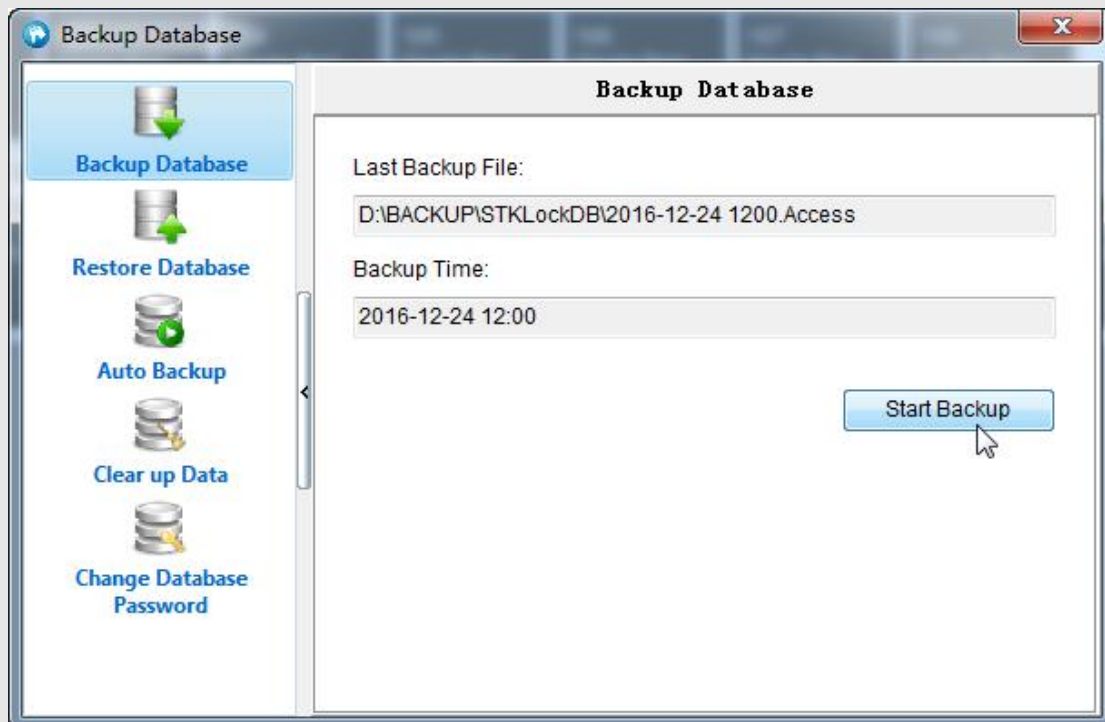 Backup Database
Backup Database
Restore Database
Auto Backup
Clear up Data
Change Database
Password
Backup Database
Last Backup File:
D:\BACKUP\STKLockDB\2016-12-24 1200.Access
Backup Time:
2016-12-24 12:00
Start Backup